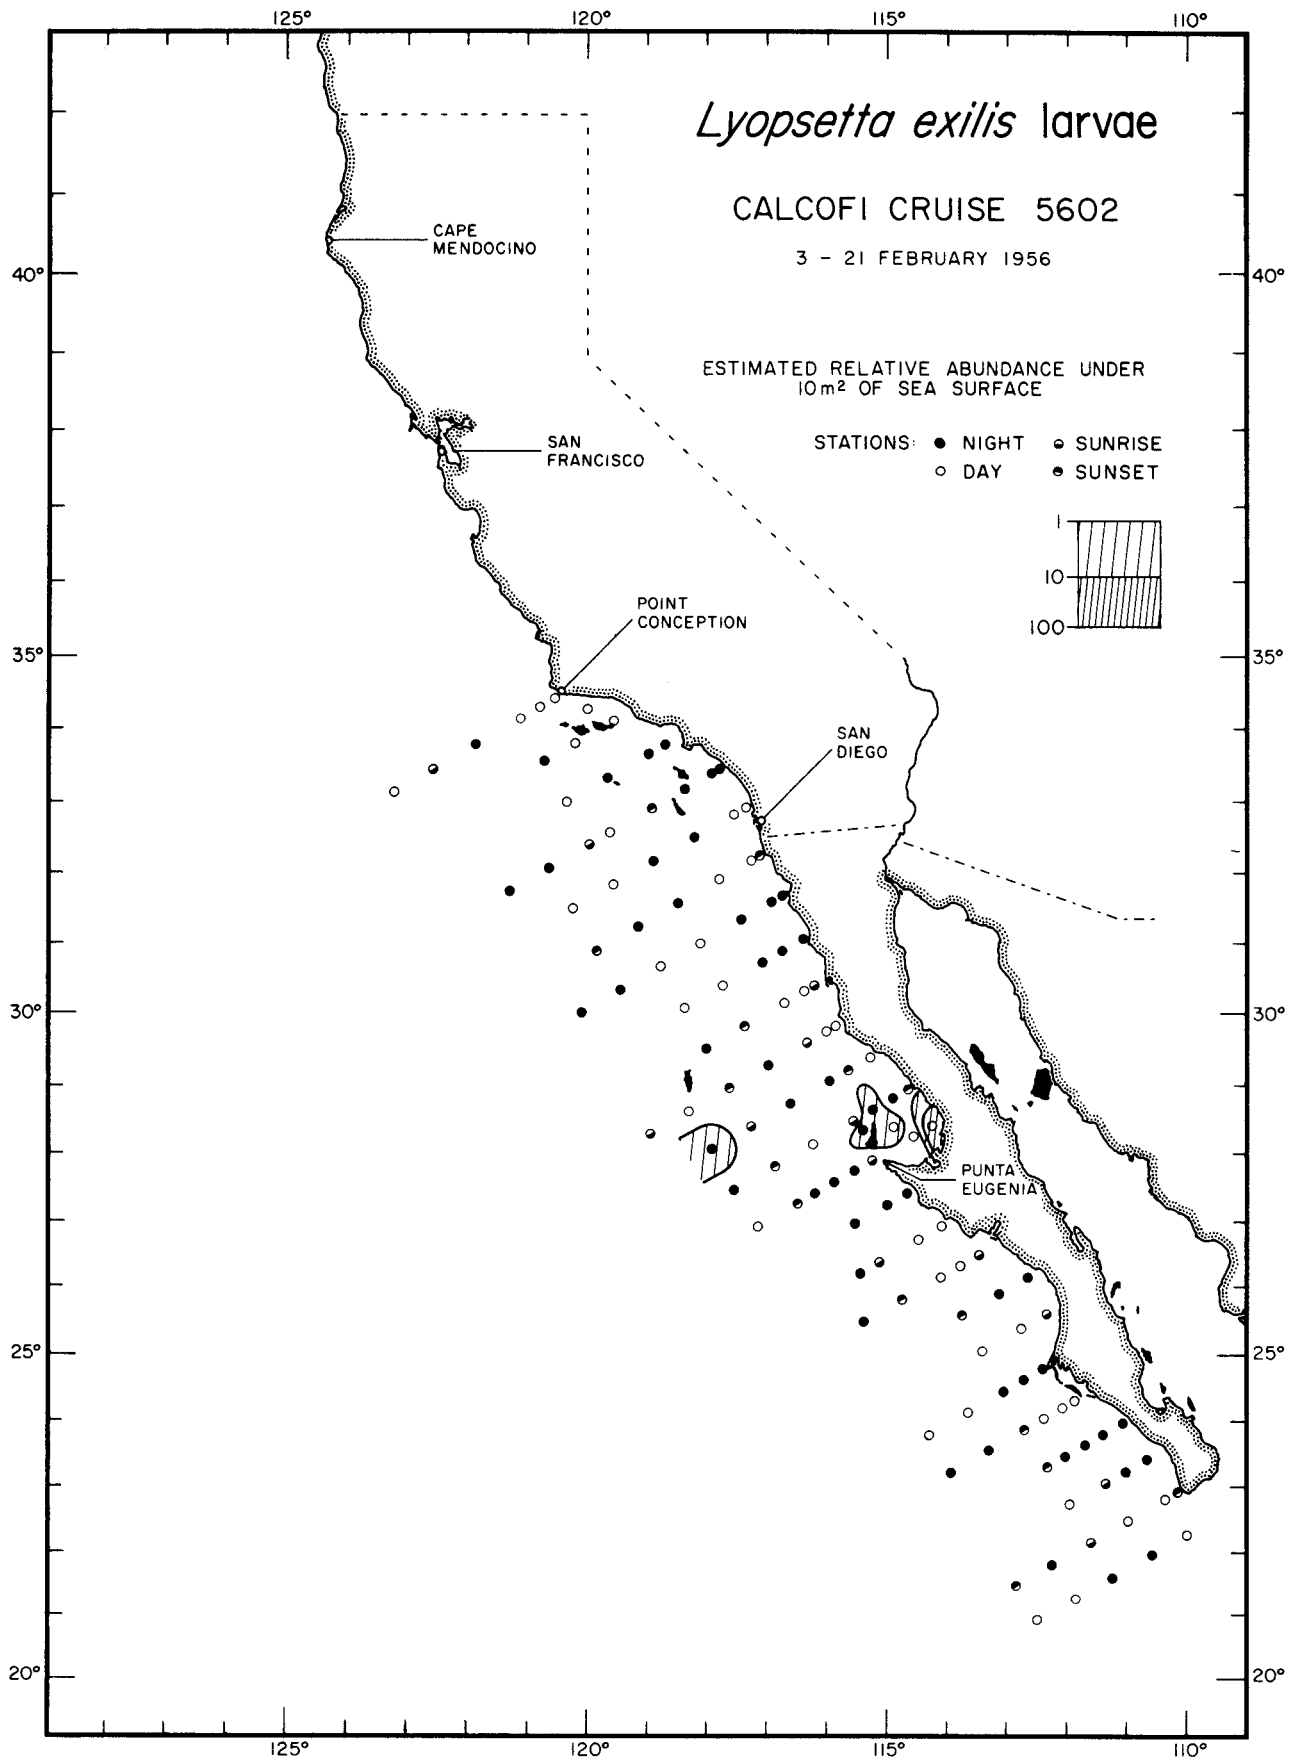 125° 120° 115° 110°
Lyopsetta exilis larvae
CALCOFI CRUISE 5602
3 – 21 FEBRUARY 1956
CAPE
MENDOCINO
40° 40°
ESTIMATED RELATIVE ABUNDANCE UNDER
10m² OF SEA SURFACE
STATIONS: ● NIGHT SUNRISE
○ DAY SUNSET
SAN
FRANCISCO
1
10
100
POINT
CONCEPTION
35° 35°
SAN
DIEGO
30° 30°
PUNTA
EUGENIA
25° 25°
20° 20°
125° 120° 115° 110°